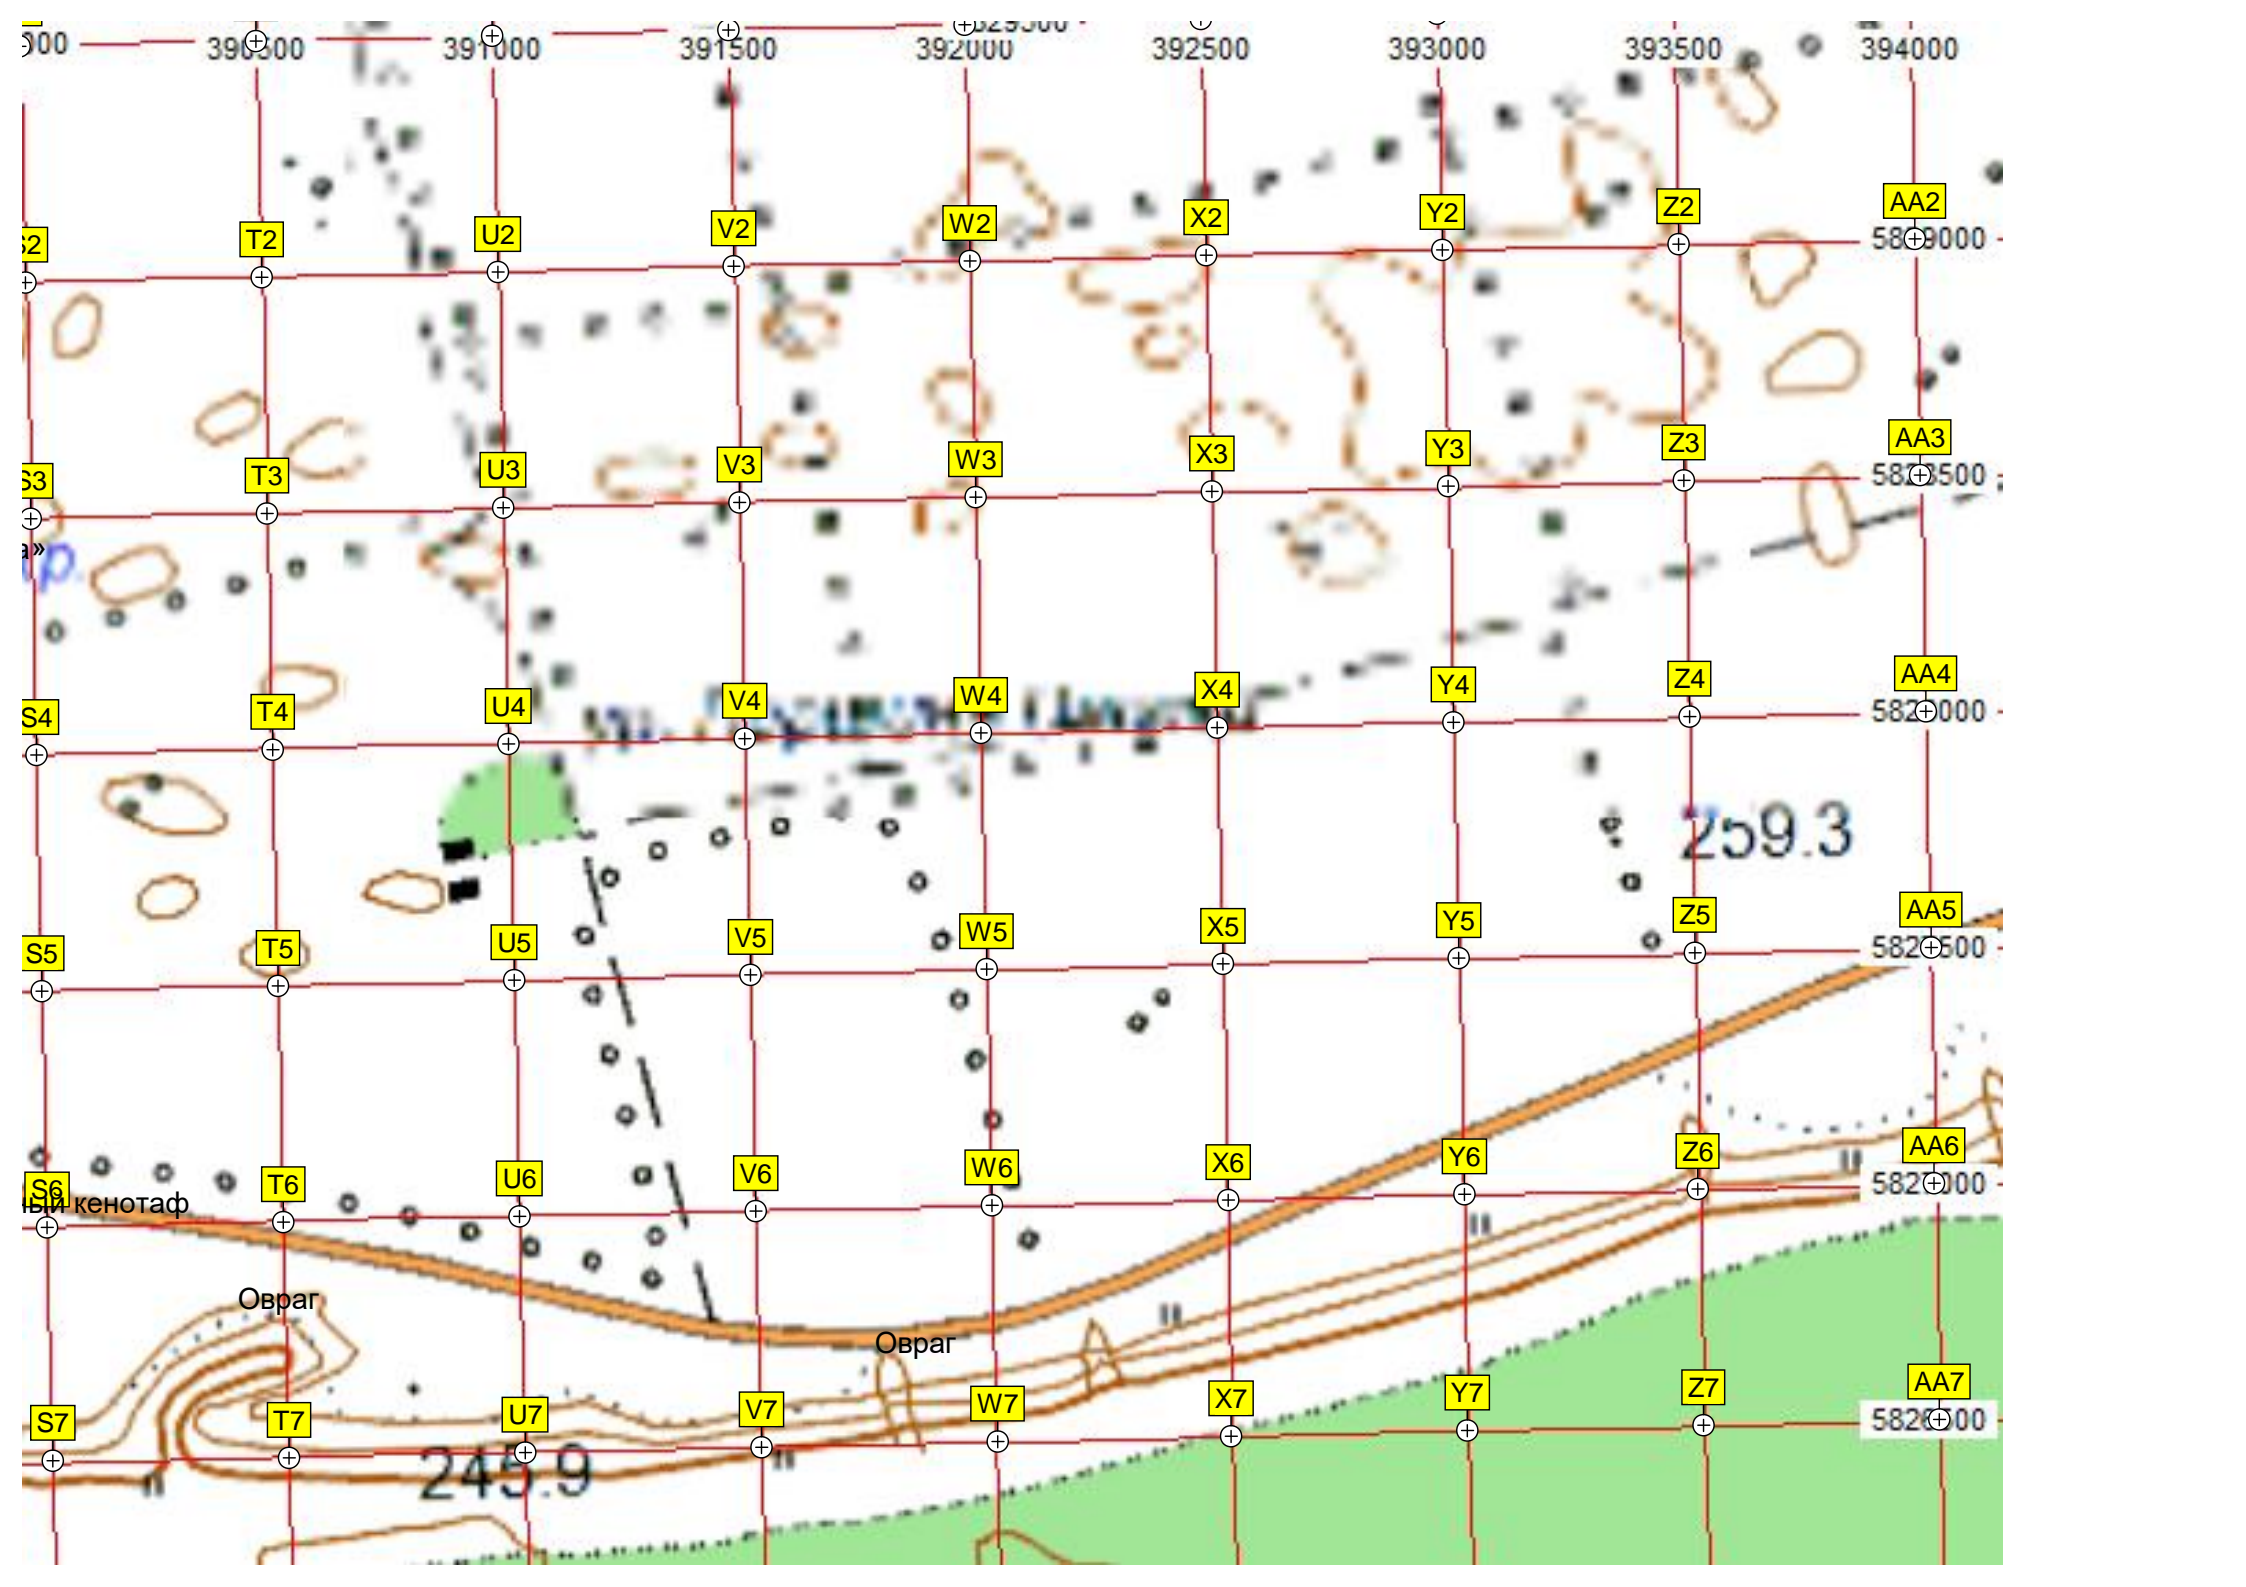 390500 391000 391500 392000 392500 393000 393500 394000
T2 U2 V2 W2 X2 Y2 Z2 AA2
S3 T3 U3 V3 W3 X3 Y3 Z3 AA3
а»
р.
S4 T4 U4 V4 W4 X4 Y4 Z4 AA4
259.3
S5 T5 U5 V5 W5 X5 Y5 Z5 AA5
S6 T6 U6 V6 W6 X6 Y6 Z6 AA6
кенотаф
Овраг
Овраг
S7 T7 U7 V7 W7 X7 Y7 Z7 AA7
245.9